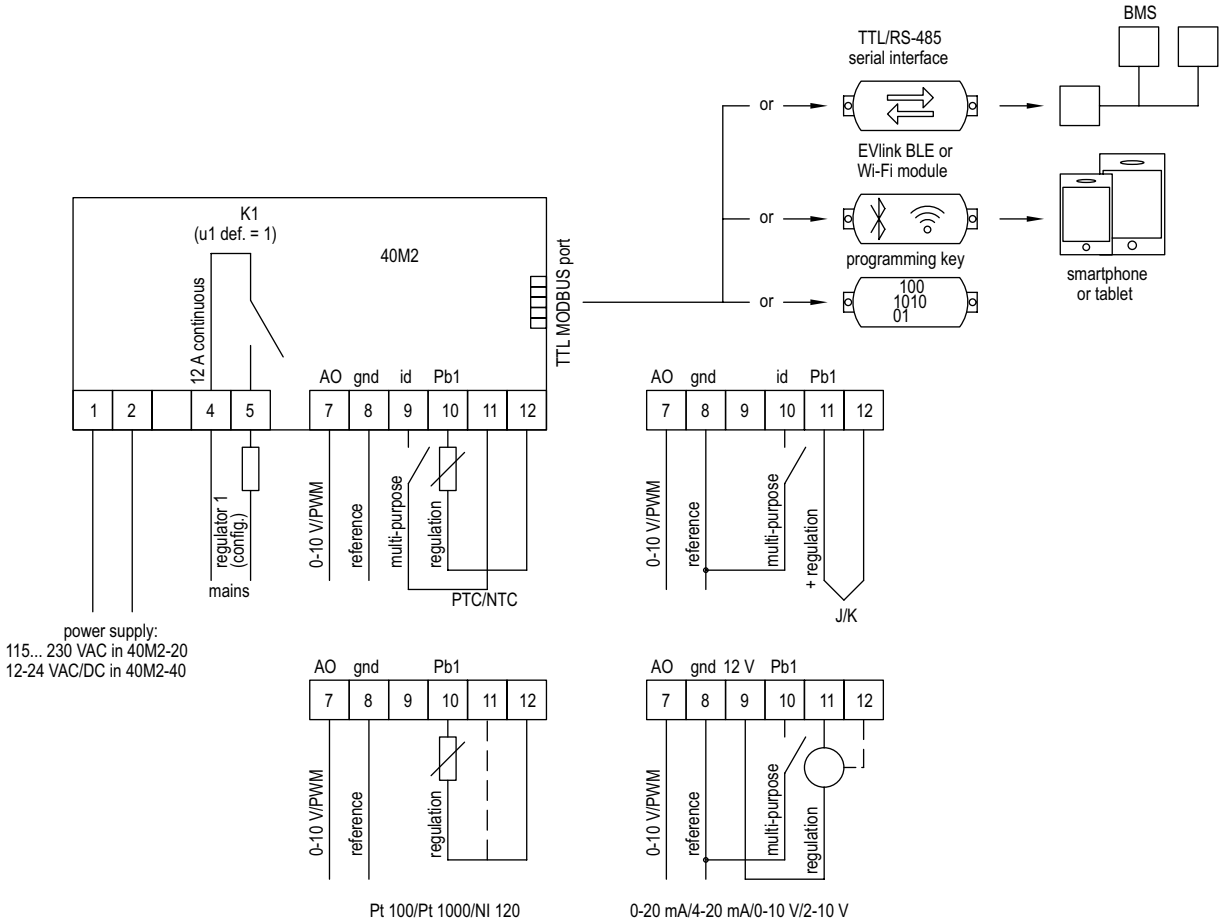 BMS
TTL/RS-485
serial interface
or
EVlink BLE or
Wi-Fi module
or
programming key
100
1010
01
or
smartphone
or tablet
K1
(u1 def. = 1)
40M2
12 A continuous
TTL MODBUS port
AO gnd id Pb1
1 2 4 5 7 8 9 10 11 12
regulator 1
(config.)
mains
0-10 V/PWM
reference
multi-purpose
regulation
PTC/NTC
power supply:
115... 230 VAC in 40M2-20
12-24 VAC/DC in 40M2-40
AO gnd id Pb1
7 8 9 10 11 12
0-10 V/PWM
reference
multi-purpose
+ regulation
J/K
AO gnd Pb1
7 8 9 10 11 12
0-10 V/PWM
reference
regulation
Pt 100/Pt 1000/NI 120
AO gnd 12 V Pb1
7 8 9 10 11 12
0-10 V/PWM
reference
multi-purpose
regulation
0-20 mA/4-20 mA/0-10 V/2-10 V